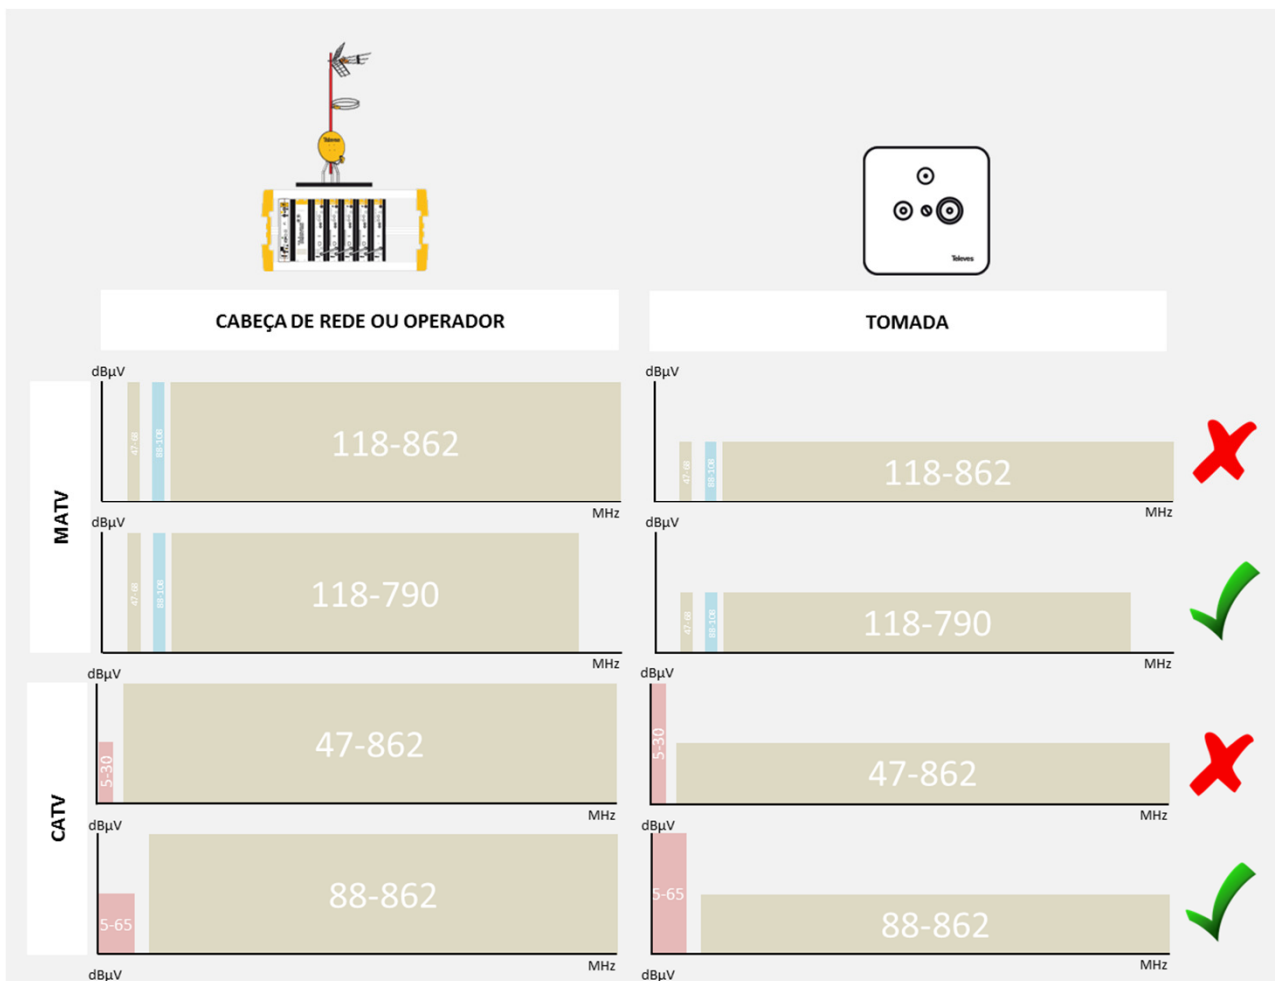 Televes
Televes
Televes
CABEÇA DE REDE OU OPERADOR
TOMADA
MATV
dBµV
47-68
88-108
118-862
MHz
dBµV
47-68
88-108
118-862
MHz
dBµV
47-68
88-108
118-790
MHz
dBµV
47-68
88-108
118-790
MHz
CATV
dBµV
5-30
47-862
MHz
dBµV
5-30
47-862
MHz
dBµV
5-65
88-862
MHz
dBµV
5-65
88-862
MHz
dBµV
dBµV